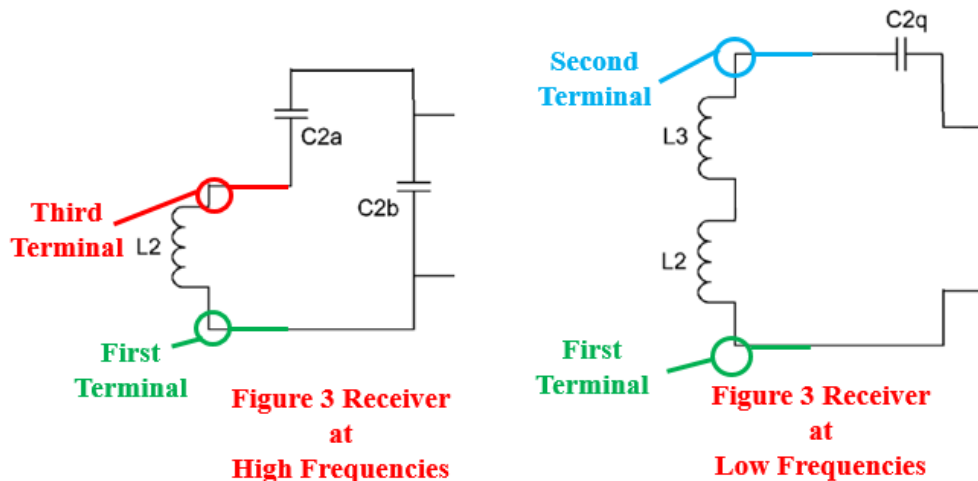 C2a
C2b
Third
Terminal
L2
First
Terminal
Figure 3 Receiver
at
High Frequencies
C2q
Second
Terminal
L3
L2
First
Terminal
Figure 3 Receiver
at
Low Frequencies